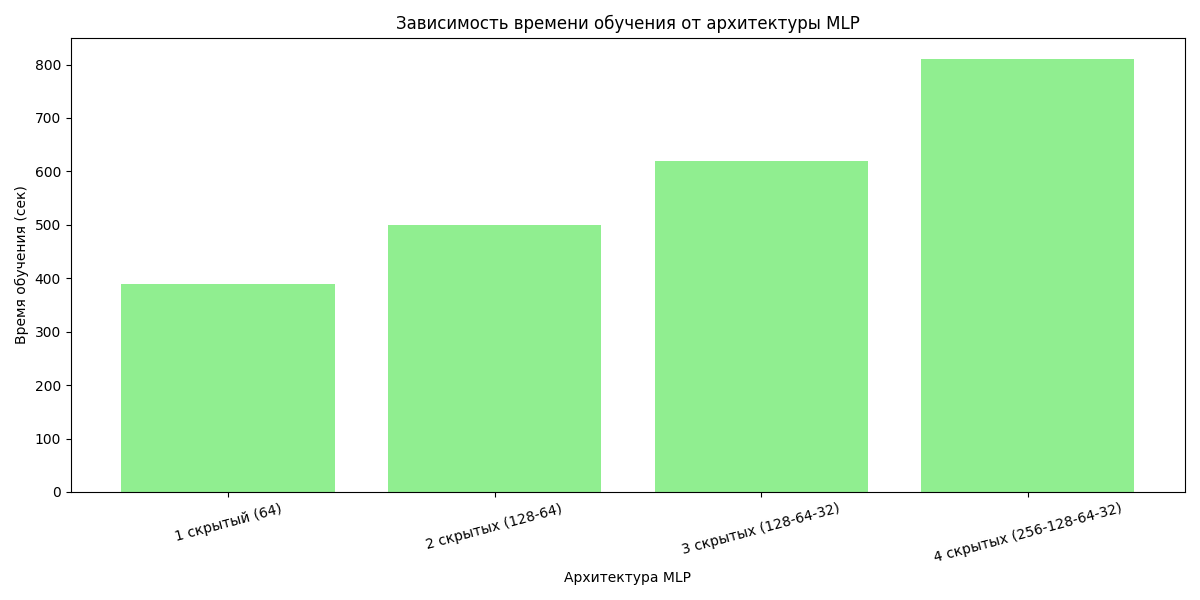 Зависимость времени обучения от архитектуры MLP
Время обучения (сек)
800
700
600
500
400
300
200
100
0
1 скрытый (64)
2 скрытых (128-64)
3 скрытых (128-64-32)
4 скрытых (256-128-64-32)
Архитектура MLP